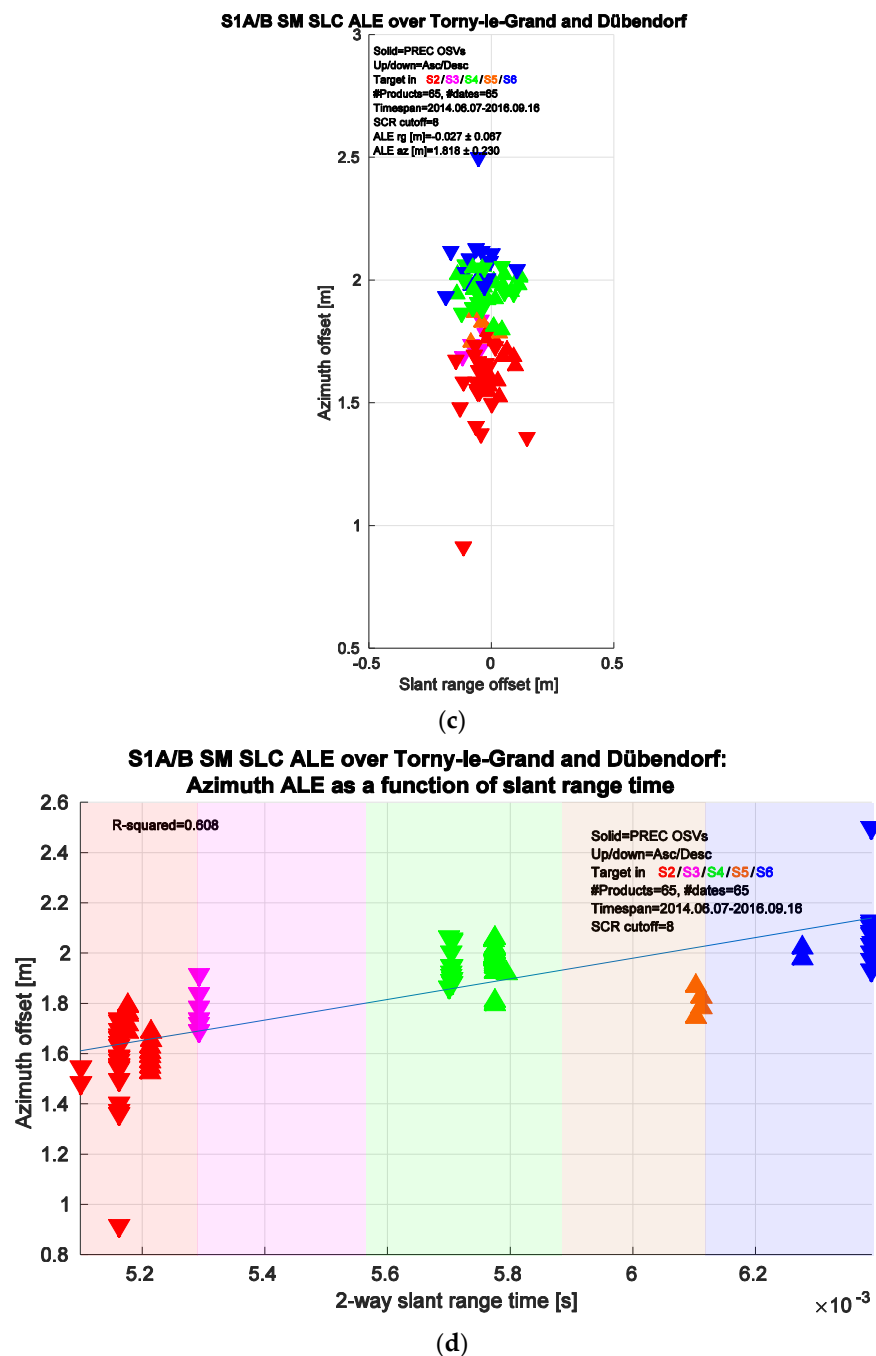 S1A/B SM SLC ALE over Torny-le-Grand and Dübendorf
Solid=PREC OSVs
Up/down=Asc/Desc
Target in S2/S3/S4/S5/S6
#Products=65, #dates=65
Timespan=2014.06.07-2016.09.16
SCR cutoff=8
ALE rg [m]=-0.027 ± 0.067
ALE az [m]=1.818 ± 0.230
3
2.5
2
1.5
1
0.5
Azimuth offset [m]
-0.5
0
0.5
Slant range offset [m]
(c)
S1A/B SM SLC ALE over Torny-le-Grand and Dübendorf:
Azimuth ALE as a function of slant range time
R-squared=0.608
Solid=PREC OSVs
Up/down=Asc/Desc
Target in S2/S3/S4/S5/S6
#Products=65, #dates=65
Timespan=2014.06.07-2016.09.16
SCR cutoff=8
2.6
2.4
2.2
2
1.8
1.6
1.4
1.2
1
0.8
Azimuth offset [m]
5.2
5.4
5.6
5.8
6
6.2
2-way slant range time [s]
×10⁻³
(d)